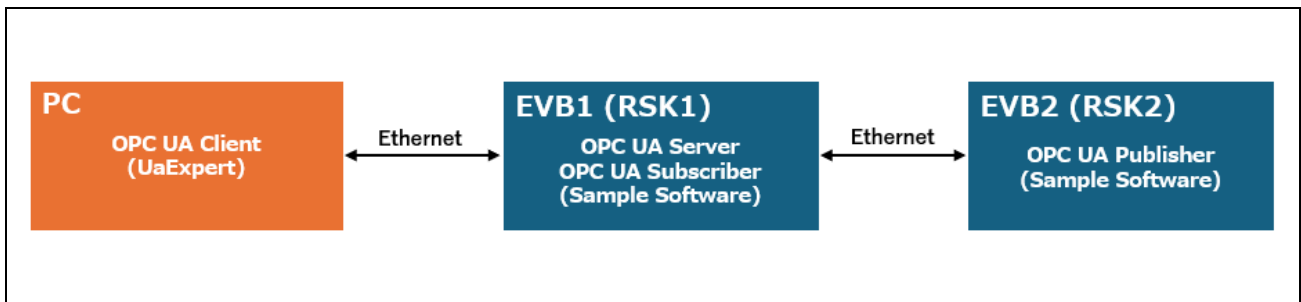 PC
OPC UA Client
(UaExpert)
Ethernet
EVB1 (RSK1)
OPC UA Server
OPC UA Subscriber
(Sample Software)
Ethernet
EVB2 (RSK2)
OPC UA Publisher
(Sample Software)